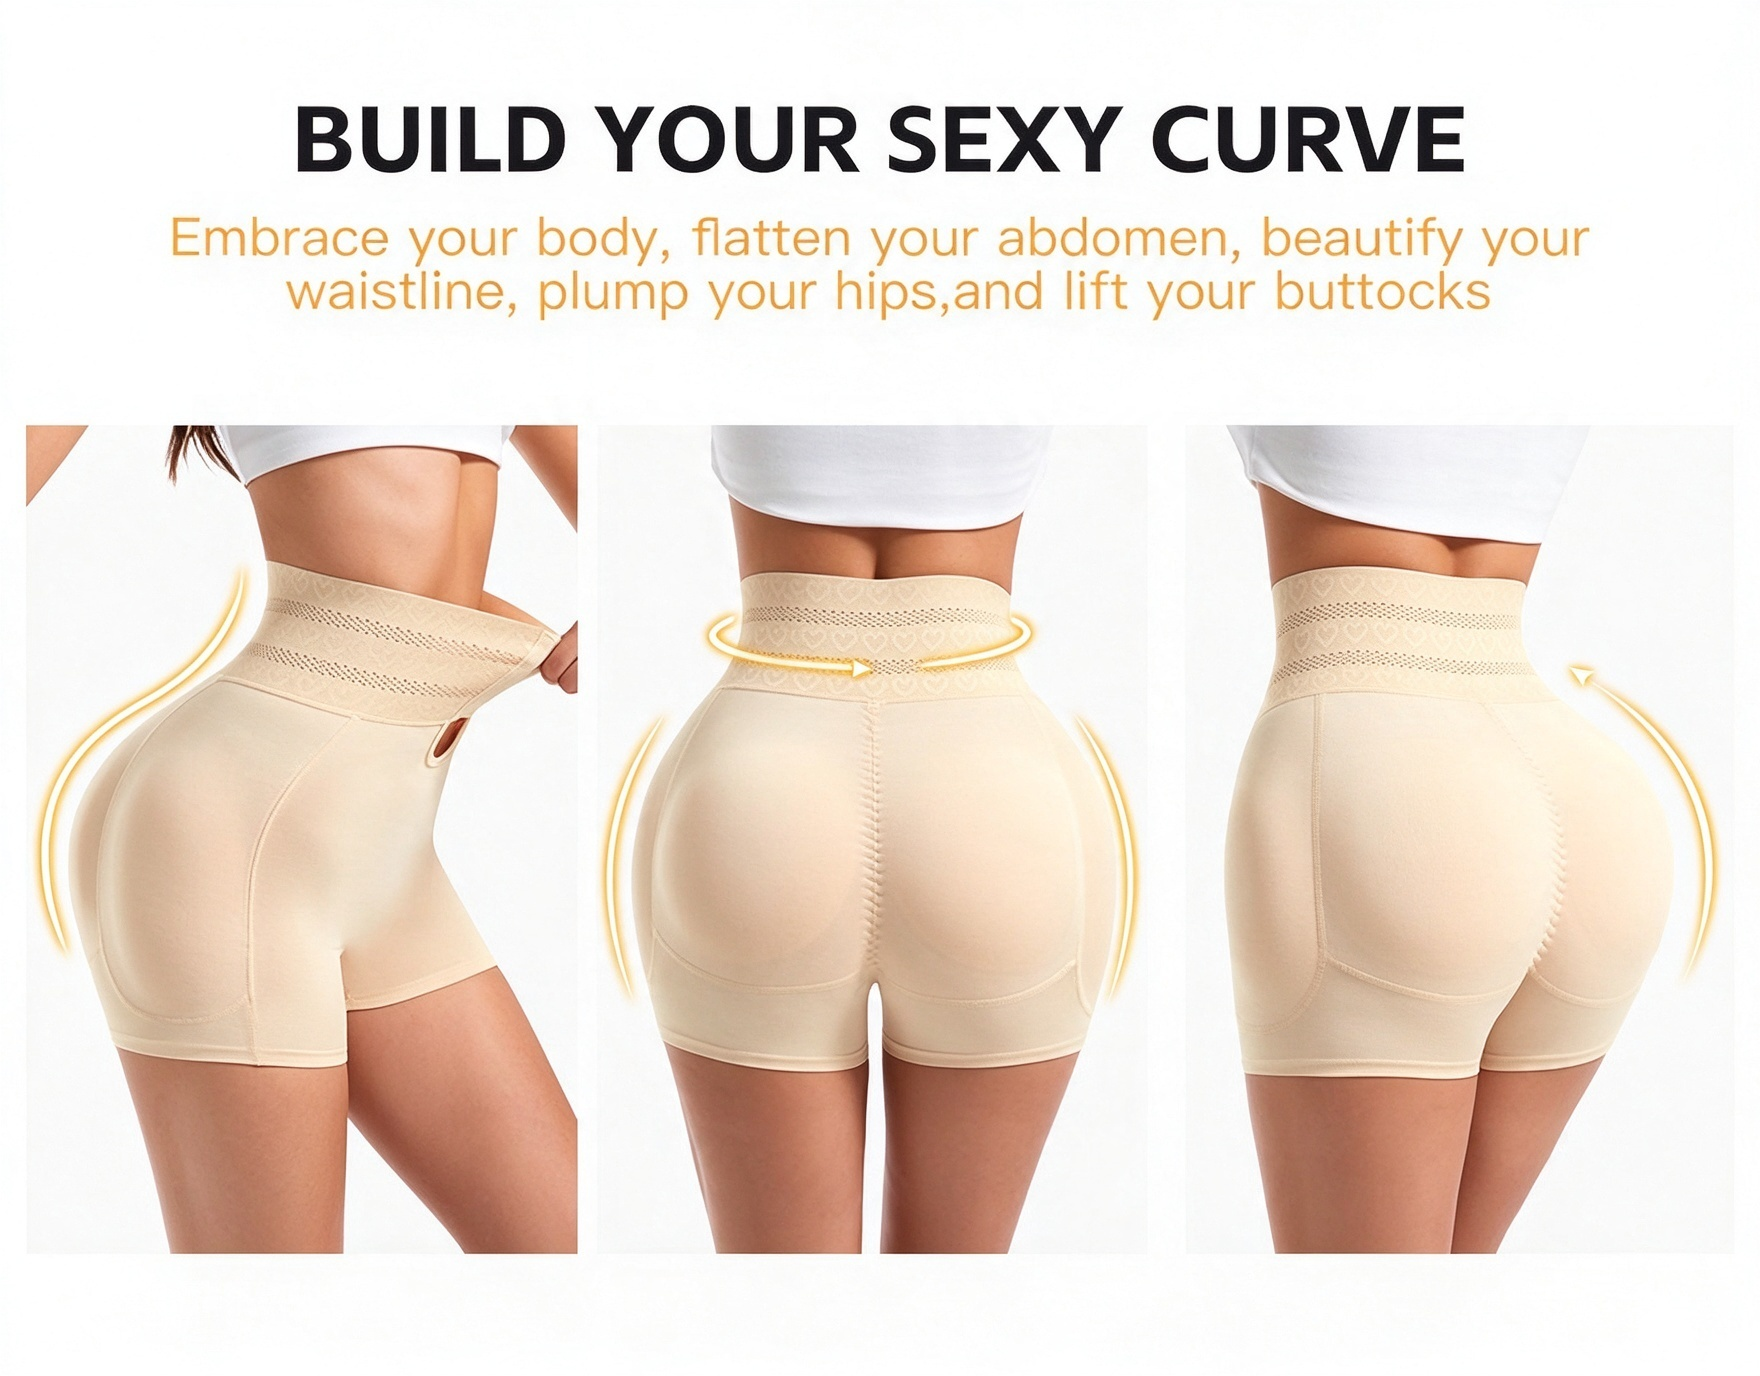 BUILD YOUR SEXY CURVE
Embrace your body, flatten your abdomen, beautify your
waistline, plump your hips,and lift your buttocks